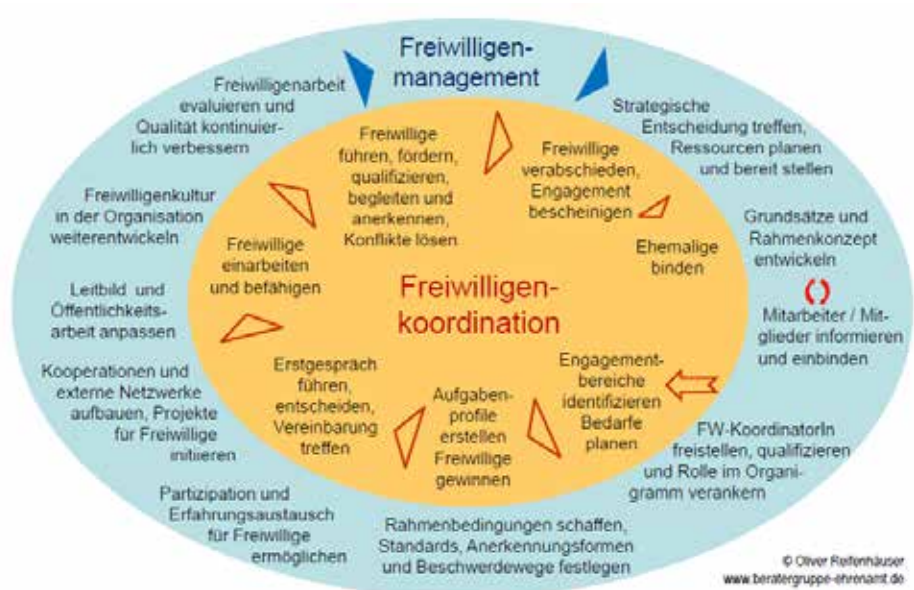 Freiwilligen-
management
Strategische
Entscheidung treffen,
Ressourcen planen
und bereit stellen
Grundsätze und
Rahmenkonzept
entwickeln
Mitarbeiter / Mit-
glieder informieren
und einbinden
FW-KoordinatorIn
freistellen, qualifizieren
und Rolle im Organi-
gramm verankern
Rahmenbedingungen schaffen,
Standards, Anerkennungsformen
und Beschwerdewege festlegen
Partizipation und
Erfahrungsaustausch
für Freiwillige
ermöglichen
Kooperationen und
externe Netzwerke
aufbauen, Projekte
für Freiwillige
initiieren
Leitbild und
Öffentlichkeits-
arbeit anpassen
Freiwilligenkultur
in der Organisation
weiterentwickeln
Freiwilligenarbeit
evaluieren und
Qualität kontinuier-
lich verbessern
Freiwilligen-
koordination
Engagement-
bereiche
identifizieren
Bedarfe
planen
Aufgaben-
profile
erstellen
Freiwillige
gewinnen
Erstgespräch
führen,
entscheiden,
Vereinbarung
treffen
Freiwillige
einarbeiten
und befähigen
Freiwillige
führen, fördern,
qualifizieren,
begleiten und
anerkennen,
Konflikte lösen
Freiwillige
verabschieden,
Engagement
bescheinigen
Ehemalige
binden
© Oliver Reifenhäuser
www.beratergruppe-ehrenamt.de